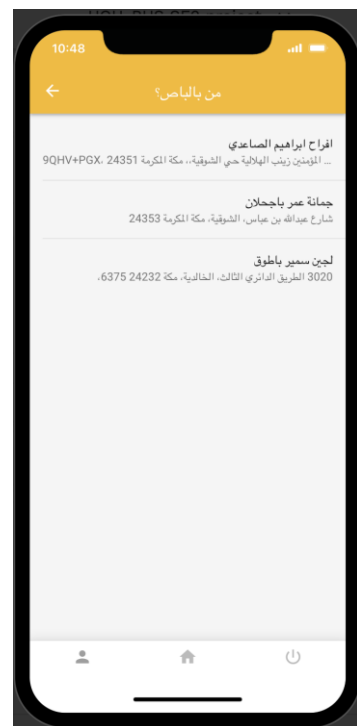 10:48
من بالباص؟
افراح ابراهيم الصاعدي
... المؤمنين زينب الهلالية حي الشوقية،، مكة المكرمة 24351 ،9QHV+PGX
جمانة عمر باجحلان
شارع عبدالله بن عباس، الشوقية، مكة المكرمة 24353
لجين سمير باطوق
3020 الطريق الدائري الثالث، الخالدية، مكة 24232 6375،